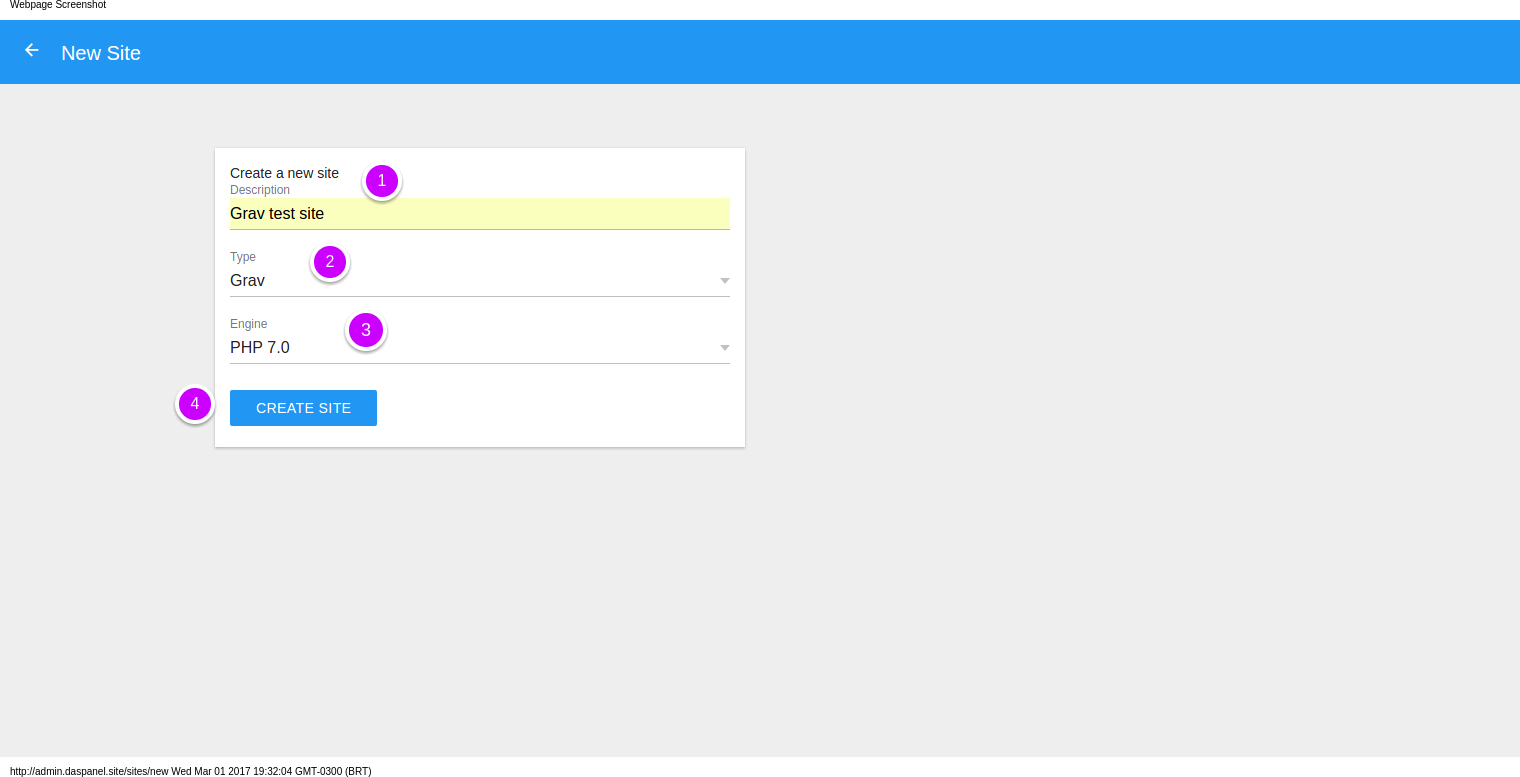 Webpage Screenshot
New Site
Create a new site
1
Description
Grav test site
Type
2
Grav
Engine
3
PHP 7.0
4
CREATE SITE
http://admin.daspanel.site/sites/new Wed Mar 01 2017 19:32:04 GMT-0300 (BRT)